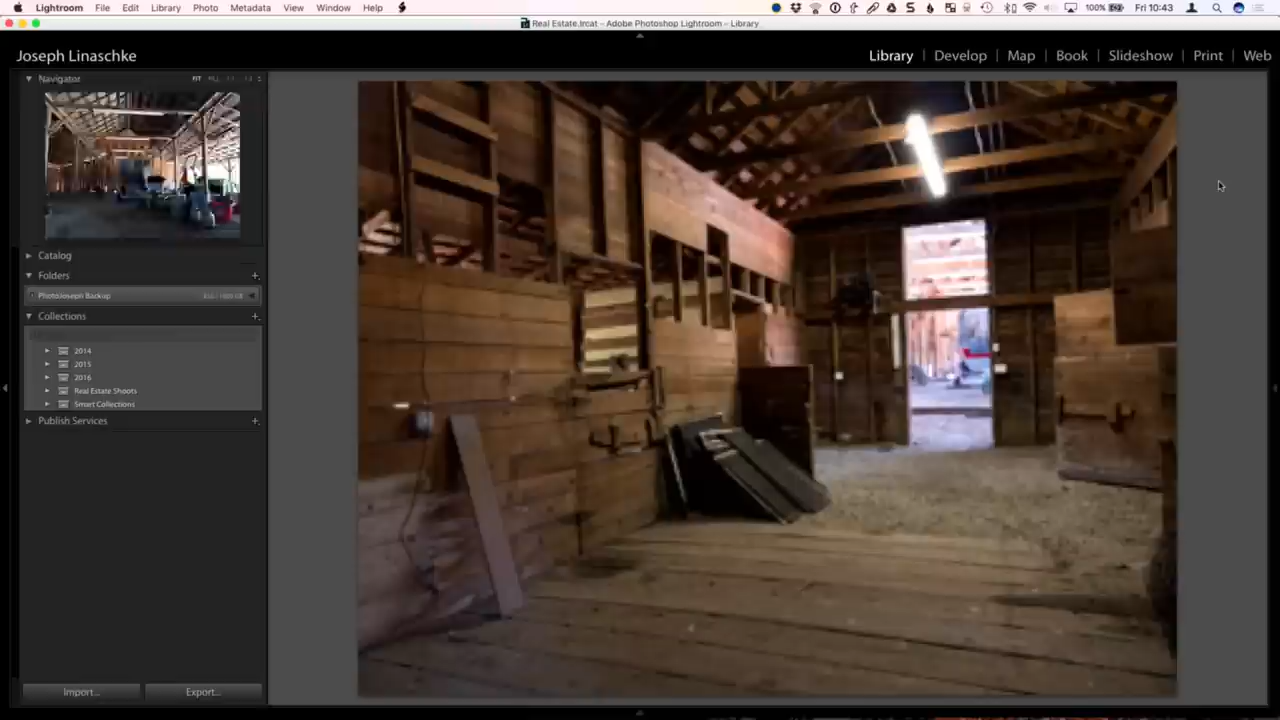 Lightroom File Edit Library Photo Metadata View Window Help 100% Fri 10:43
Real Estate.lrcat – Adobe Photoshop Lightroom – Library
Joseph Linaschke Library Develop Map Book Slideshow Print Web
Navigator FIT
Catalog
Folders
PhotoJoseph Backup
Collections
2014
2015
2016
Real Estate Shoots
Smart Collections
Publish Services
Import... Export...